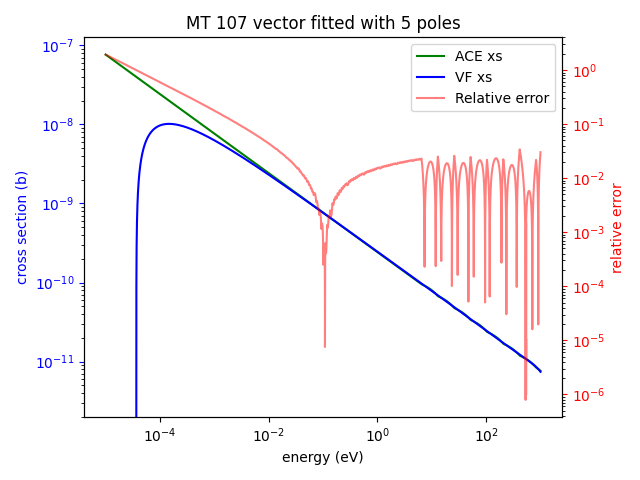 MT 107 vector fitted with 5 poles
ACE xs
VF xs
Relative error
cross section (b)
10⁻⁷
10⁻⁸
10⁻⁹
10⁻¹⁰
10⁻¹¹
10⁰
10⁻¹
10⁻²
10⁻³
10⁻⁴
10⁻⁵
10⁻⁶
relative error
10⁻⁴ 10⁻² 10⁰ 10²
energy (eV)